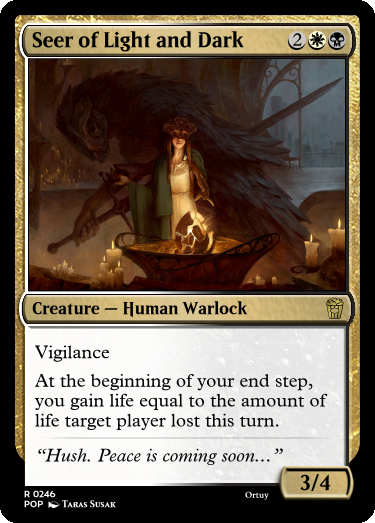 Seer of Light and Dark 2
Creature — Human Warlock
Vigilance
At the beginning of your end step,
you gain life equal to the amount of
life target player lost this turn.
“Hush. Peace is coming soon…”
3/4
R 0246
POP Taras Susak
Ortuy